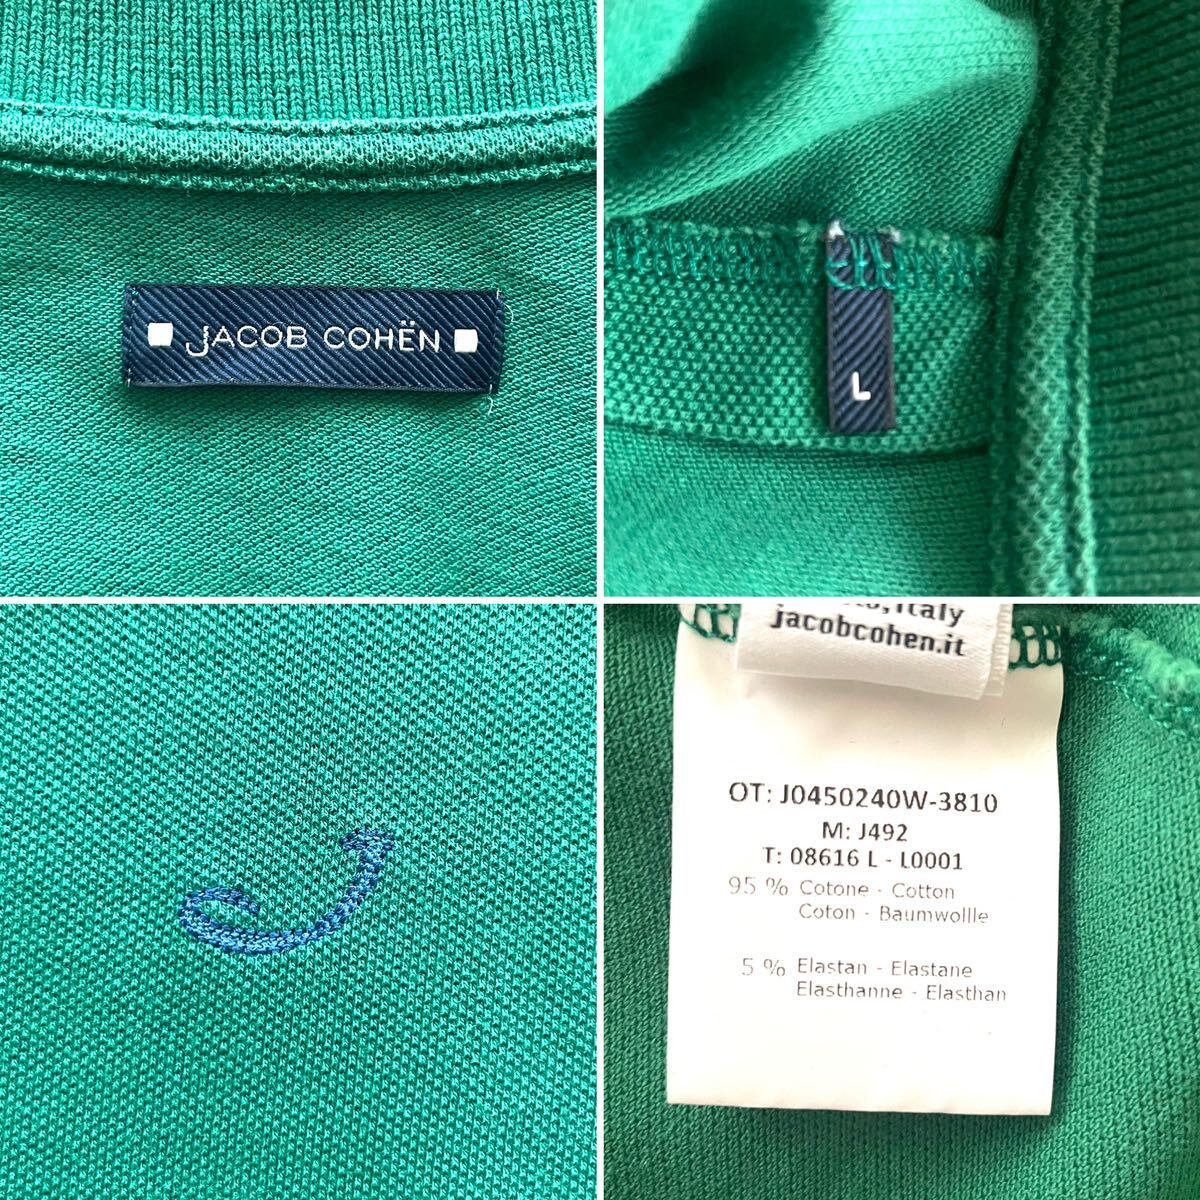 JACOB COHËN
L
J
jacobcohen.it
OT: J0450240W-3810
M: J492
T: 08616 L - L0001
95 % Cotone - Cotton
Coton - Baumwollle
5 % Elastan - Elastane
Elasthanne - Elasthan